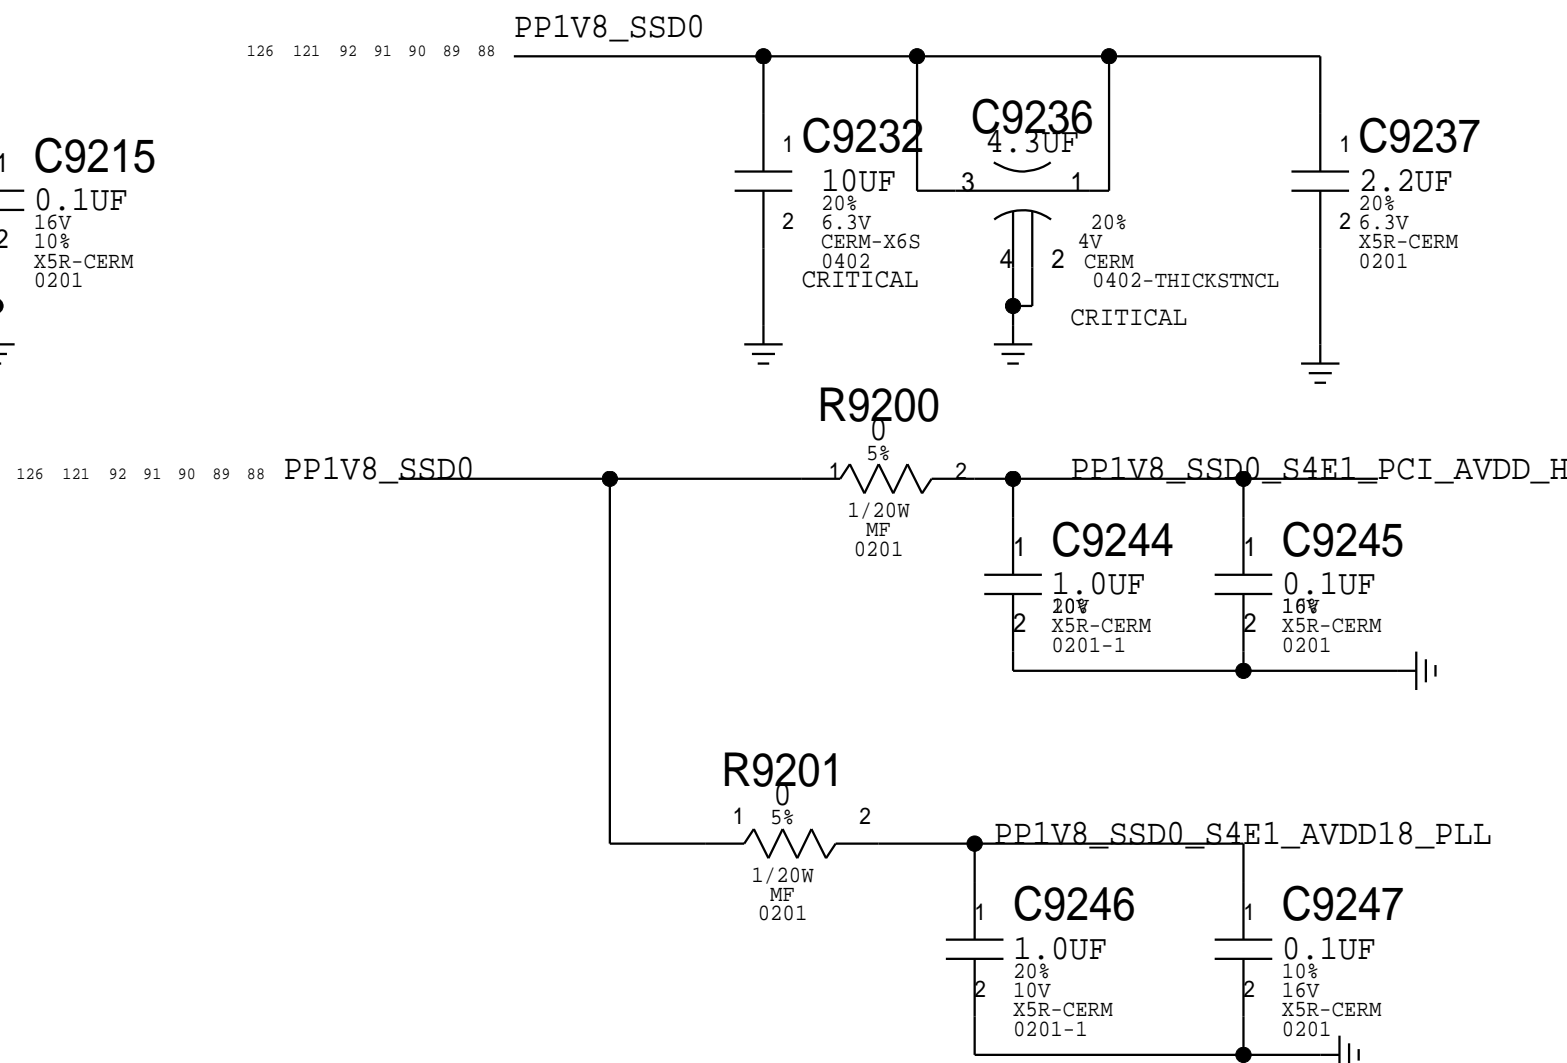 PP1V8_SSD0
126 121 92 91 90 89 88
1
C9215
0.1UF
16V
10%
X5R-CERM
0201
2
1
C9232
10UF
20%
6.3V
CERM-X6S
0402
CRITICAL
2
C9236
4.3UF
3
1
20%
4V
4
2
CERM
0402-THICKSTNCL
CRITICAL
1
C9237
2.2UF
20%
6.3V
X5R-CERM
0201
2
126 121 92 91 90 89 88 PP1V8_SSD0
R9200
0
5%
1
2
1/20W
MF
0201
PP1V8_SSD0_S4E1_PCI_AVDD_H
1
C9244
1.0UF
X5R-CERM
0201-1
2
1
C9245
0.1UF
X5R-CERM
0201
2
R9201
0
1
5%
2
1/20W
MF
0201
PP1V8_SSD0_S4E1_AVDD18_PLL
1
C9246
1.0UF
20%
10V
X5R-CERM
0201-1
2
1
C9247
0.1UF
10%
16V
X5R-CERM
0201
2